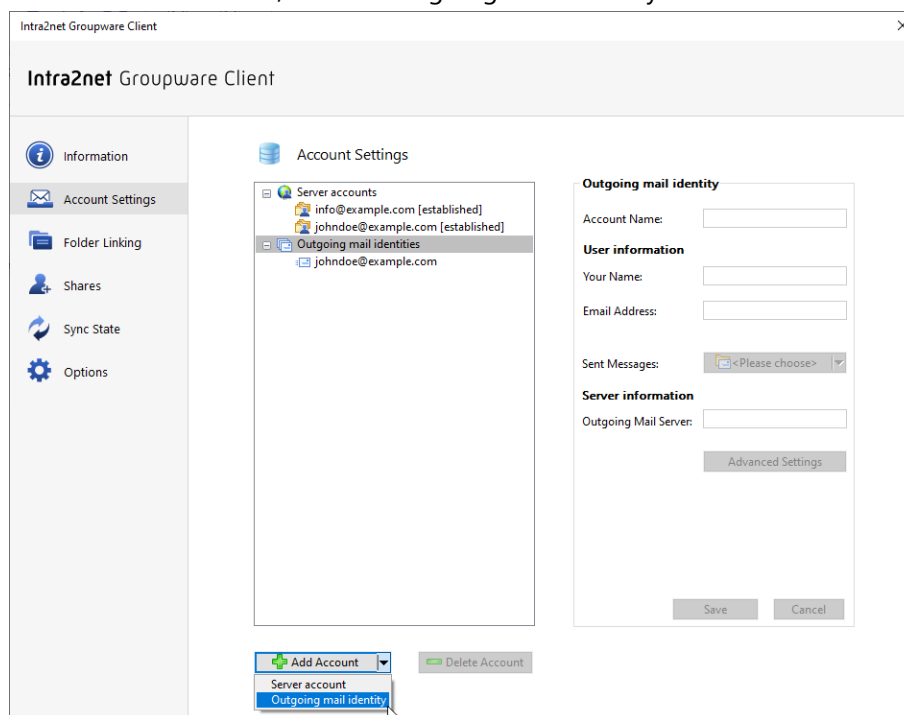 Intra2net Groupware Client
Intra2net Groupware Client
Information
Account Settings
Folder Linking
Shares
Sync State
Options
Account Settings
Server accounts
info@example.com [established]
johndoe@example.com [established]
Outgoing mail identities
johndoe@example.com
Outgoing mail identity
Account Name:
User information
Your Name:
Email Address:
Sent Messages: <Please choose>
Server information
Outgoing Mail Server:
Advanced Settings
Save Cancel
Add Account Delete Account
Server account
Outgoing mail identity